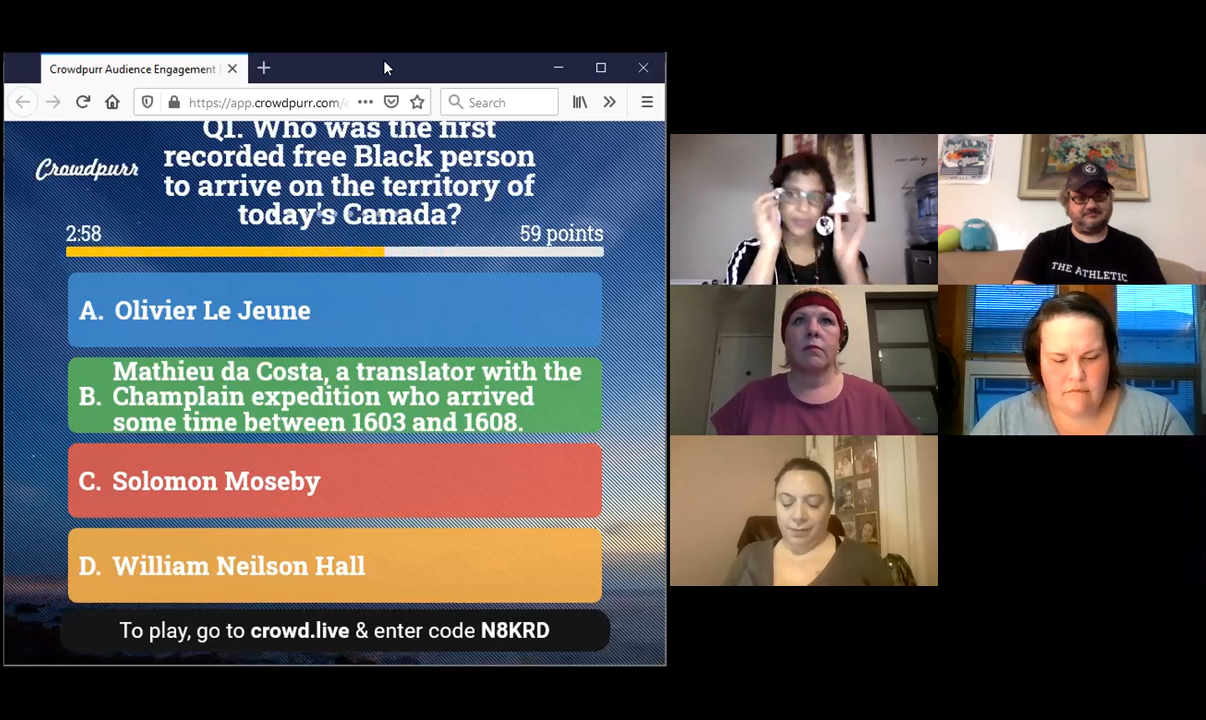 Crowdpurr Audience Engagement
https://app.crowdpurr.com/
Search
Crowdpurr
Q1. Who was the first
recorded free Black person
to arrive on the territory of
today's Canada?
2:58
59 points
A. Olivier Le Jeune
B. Mathieu da Costa, a translator with the
Champlain expedition who arrived
some time between 1603 and 1608.
C. Solomon Moseby
D. William Neilson Hall
To play, go to crowd.live & enter code N8KRD
THE ATHLETIC